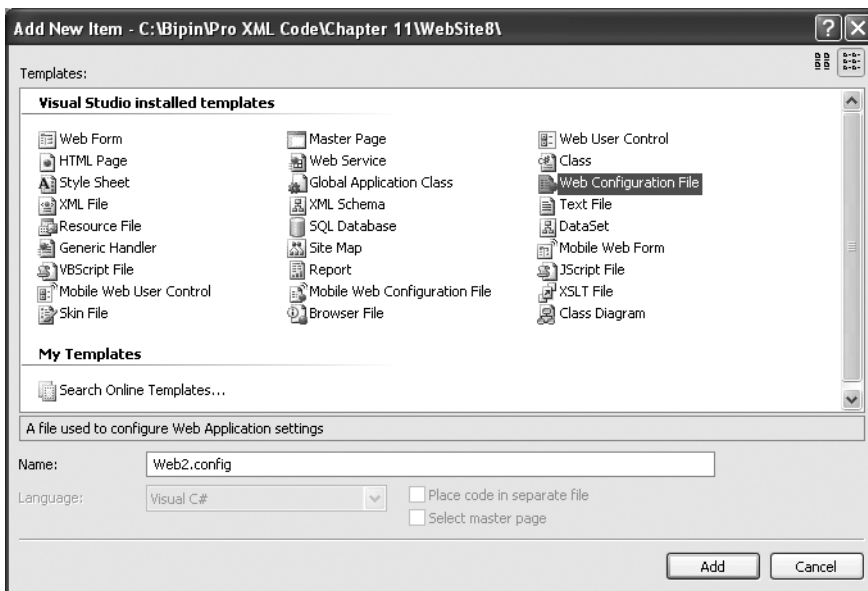 Add New Item - C:\Bipin\Pro XML Code\Chapter 11\WebSite8\
Templates:
Visual Studio installed templates
Web Form Master Page Web User Control
HTML Page Web Service Class
Style Sheet Global Application Class Web Configuration File
XML File XML Schema Text File
Resource File SQL Database DataSet
Generic Handler Site Map Mobile Web Form
VBScript File Report JScript File
Mobile Web User Control Mobile Web Configuration File XSLT File
Skin File Browser File Class Diagram
My Templates
Search Online Templates...
A file used to configure Web Application settings
Name: Web2.config
Language: Visual C# Place code in separate file
Select master page
Add Cancel